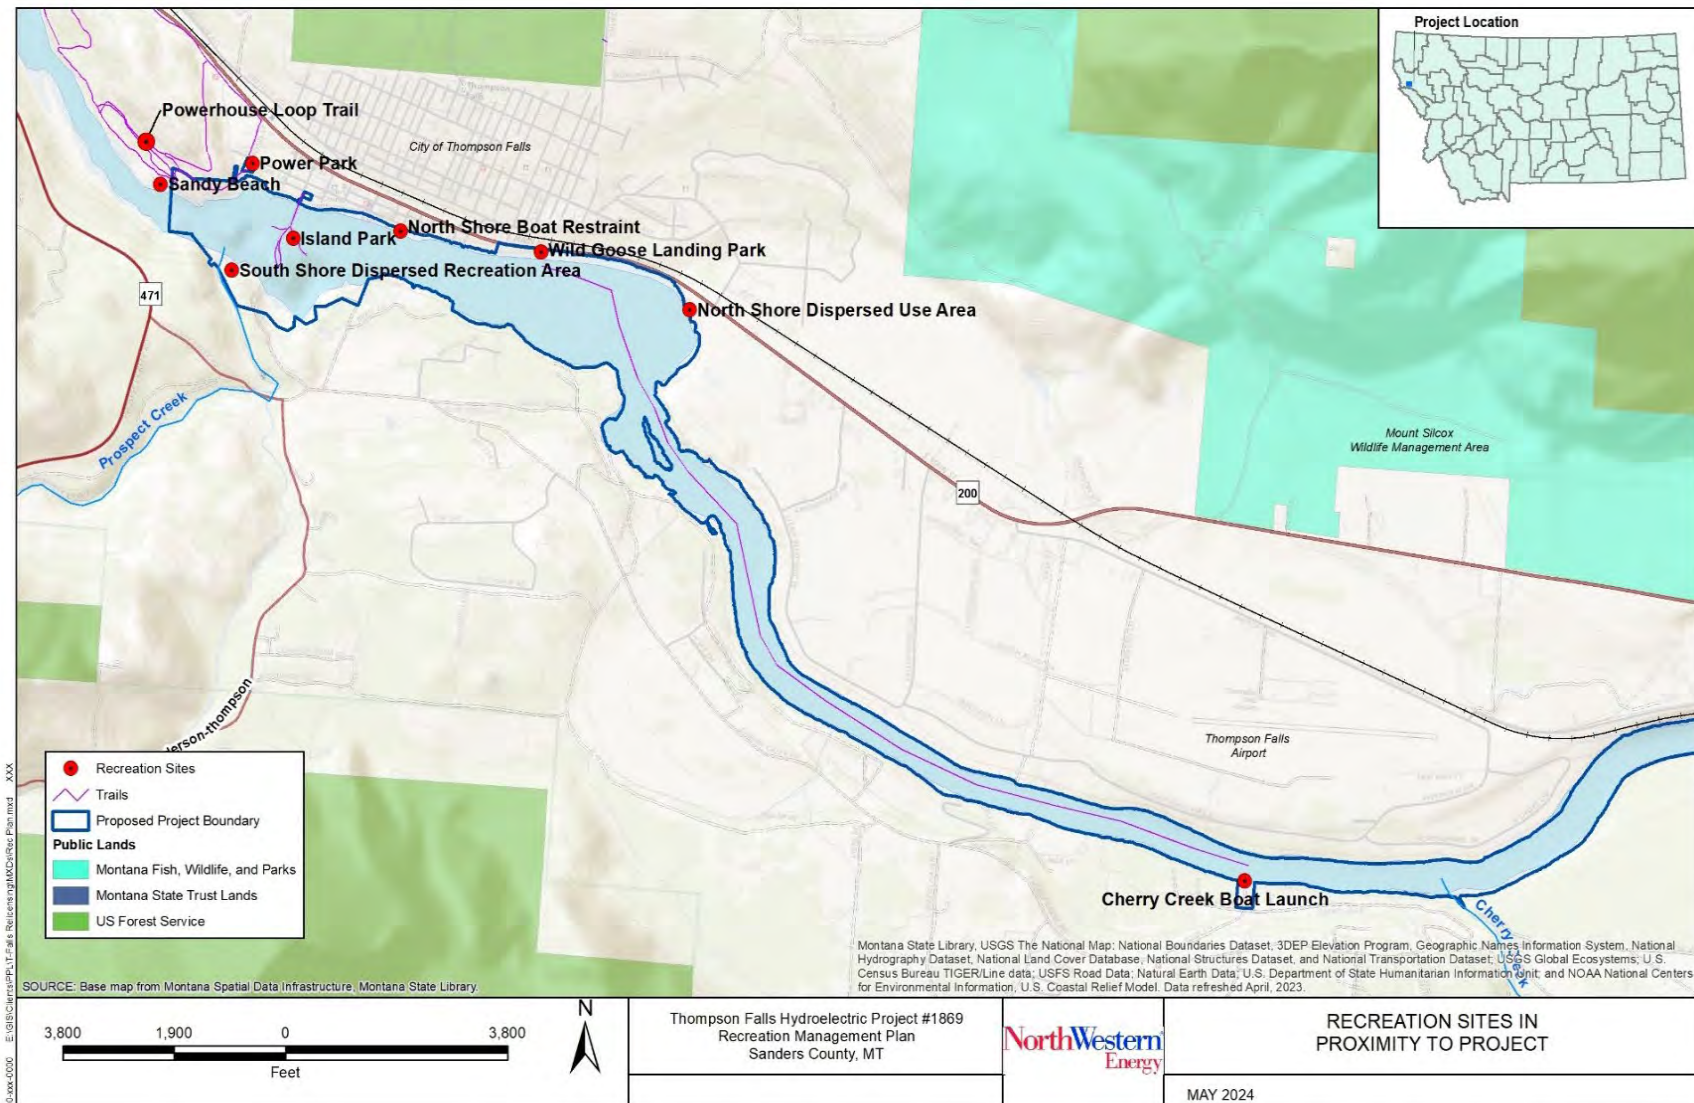 Project Location
Powerhouse Loop Trail
City of Thompson Falls
Power Park
Sandy Beach
North Shore Boat Restraint
Island Park
Wild Goose Landing Park
South Shore Dispersed Recreation Area
471
North Shore Dispersed Use Area
Prospect Creek
Mount Silcox
Wildlife Management Area
200
Thompson Falls
Airport
erson-thompson
Recreation Sites
Trails
Proposed Project Boundary
Public Lands
Montana Fish, Wildlife, and Parks
Montana State Trust Lands
US Forest Service
Cherry Creek Boat Launch
Cherry Creek
Montana State Library, USGS The National Map: National Boundaries Dataset, 3DEP Elevation Program, Geographic Names Information System, National
Hydrography Dataset, National Land Cover Database, National Structures Dataset, and National Transportation Dataset; USGS Global Ecosystems; U.S.
Census Bureau TIGER/Line data; USFS Road Data; Natural Earth Data; U.S. Department of State Humanitarian Information Unit; and NOAA National Centers
for Environmental Information, U.S. Coastal Relief Model. Data refreshed April, 2023.
SOURCE: Base map from Montana Spatial Data Infrastructure, Montana State Library.
3,800 1,900 0 3,800
Feet
N
Thompson Falls Hydroelectric Project #1869
Recreation Management Plan
Sanders County, MT
NorthWestern
Energy
RECREATION SITES IN
PROXIMITY TO PROJECT
MAY 2024